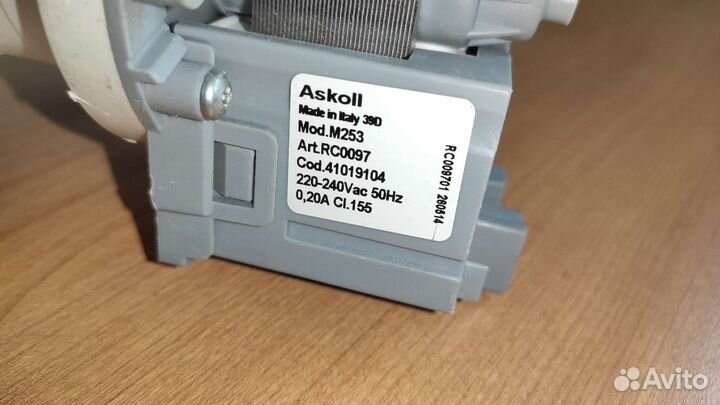 Askoll
Made in Italy 39D
Mod.M253
Art.RC0097
Cod.41019104
220-240Vac 50Hz
0,20A Cl.155
RC009701 260614
Avito